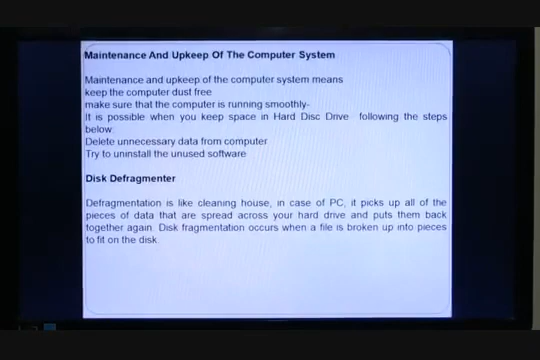 Maintenance And Upkeep Of The Computer System
Maintenance and upkeep of the computer system means
keep the computer dust free
make sure that the computer is running smoothly-
It is possible when you keep space in Hard Disc Drive following the steps
below:
Delete unnecessary data from computer
Try to uninstall the unused software
Disk Defragmenter
Defragmentation is like cleaning house, in case of PC, it picks up all of the
pieces of data that are spread across your hard drive and puts them back
together again. Disk fragmentation occurs when a file is broken up into pieces
to fit on the disk.